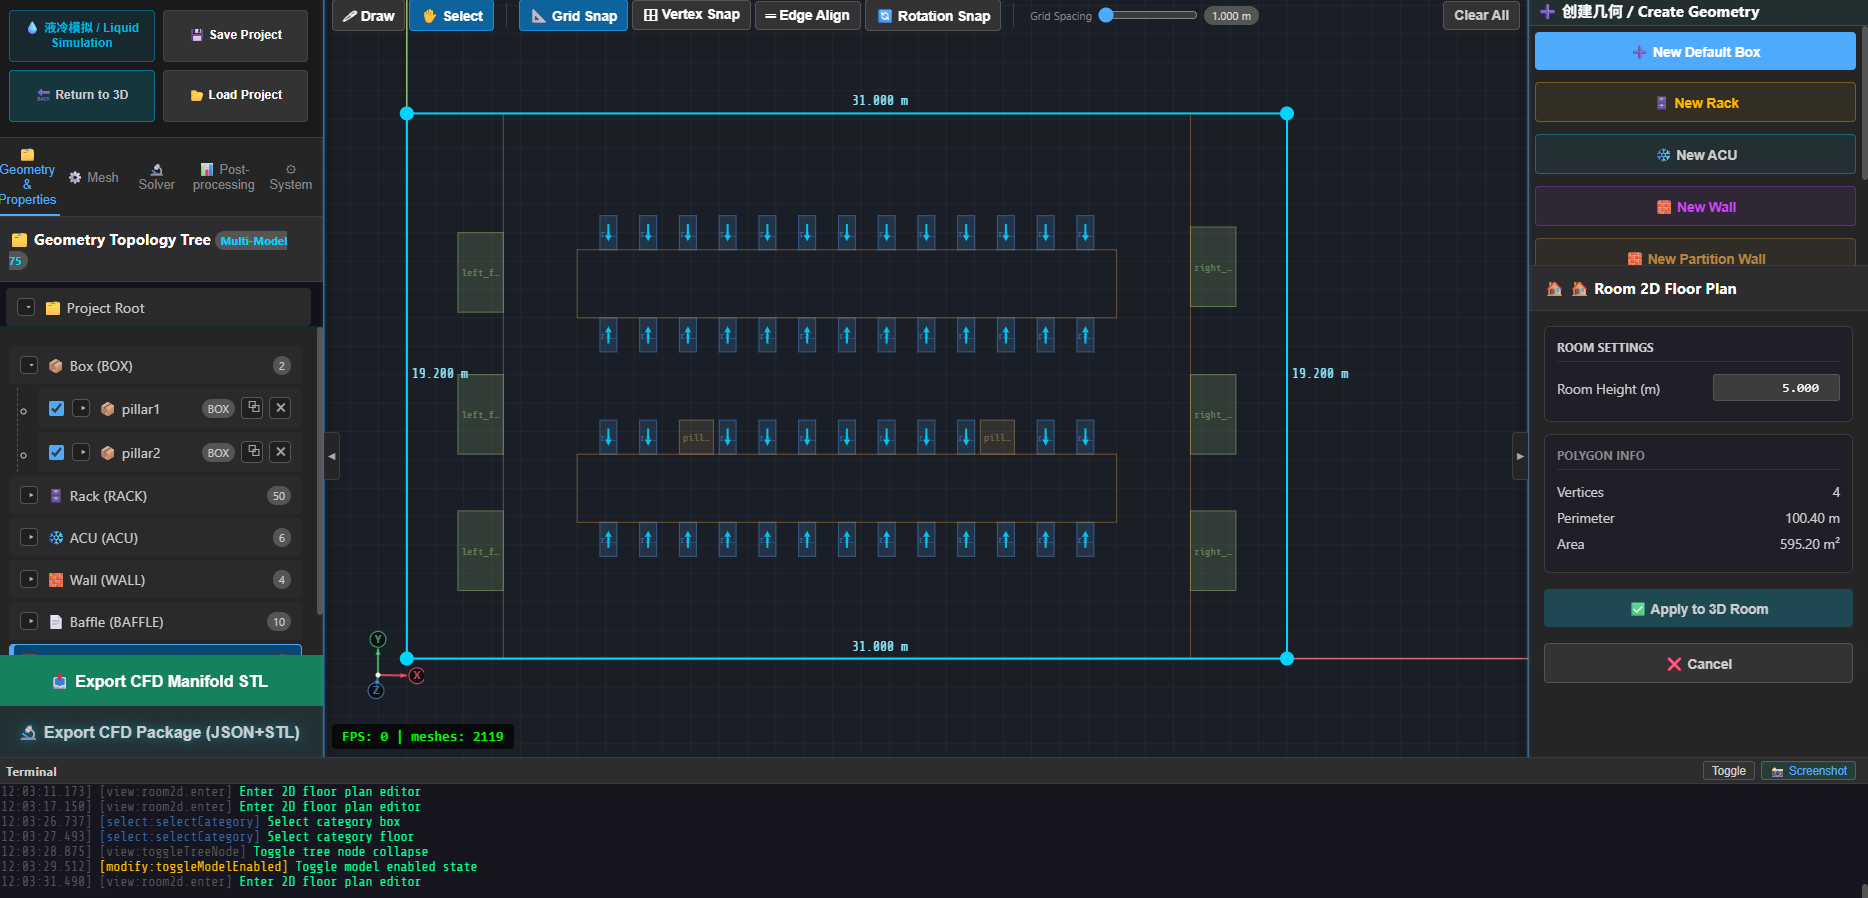 液冷模拟 / Liquid
Simulation
Save Project
Return to 3D
Load Project
Geometry
&
Properties
Mesh
Solver
Post-
processing
System
Geometry Topology Tree Multi-Model
75
Project Root
Box (BOX) 2
pillar1 BOX
pillar2 BOX
Rack (RACK) 50
ACU (ACU) 6
Wall (WALL) 4
Baffle (BAFFLE) 10
Export CFD Manifold STL
Export CFD Package (JSON+STL)
Draw Select Grid Snap Vertex Snap Edge Align Rotation Snap Grid Spacing 1.000 m Clear All
31.000 m
left_f…
right_…
19.200 m
19.200 m
left_f…
right_…
pill…
pill…
left_f…
right_…
31.000 m
Y
X
Z
FPS: 0 | meshes: 2119
创建几何 / Create Geometry
New Default Box
New Rack
New ACU
New Wall
New Partition Wall
Room 2D Floor Plan
ROOM SETTINGS
Room Height (m) 5.000
POLYGON INFO
Vertices 4
Perimeter 100.40 m
Area 595.20 m²
Apply to 3D Room
Cancel
Terminal
Toggle Screenshot
12:03:11.173] [view:room2d.enter] Enter 2D floor plan editor
12:03:17.150] [view:room2d.enter] Enter 2D floor plan editor
12:03:26.737] [select:selectCategory] Select category box
12:03:27.493] [select:selectCategory] Select category floor
12:03:28.875] [view:toggleTreeNode] Toggle tree node collapse
12:03:29.512] [modify:toggleModelEnabled] Toggle model enabled state
12:03:31.490] [view:room2d.enter] Enter 2D floor plan editor